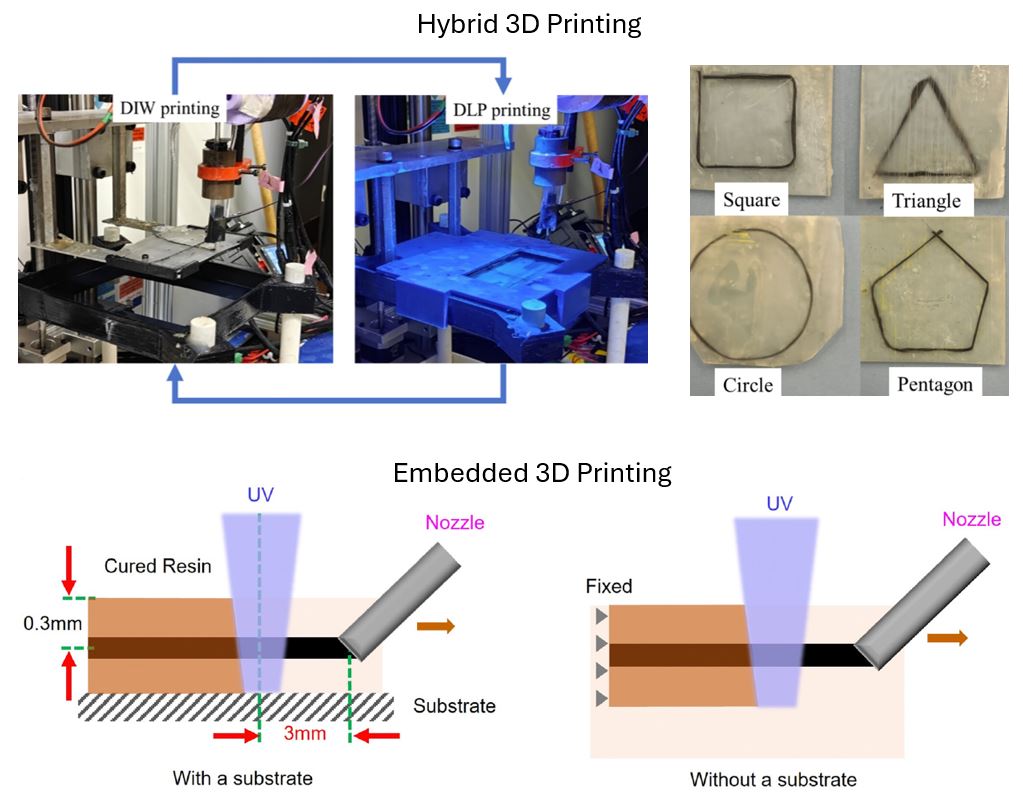 Hybrid 3D Printing
DIW printing
DLP printing
Square
Triangle
Circle
Pentagon
Embedded 3D Printing
UV
Nozzle
Cured Resin
0.3mm
Substrate
3mm
With a substrate
UV
Nozzle
Fixed
Without a substrate